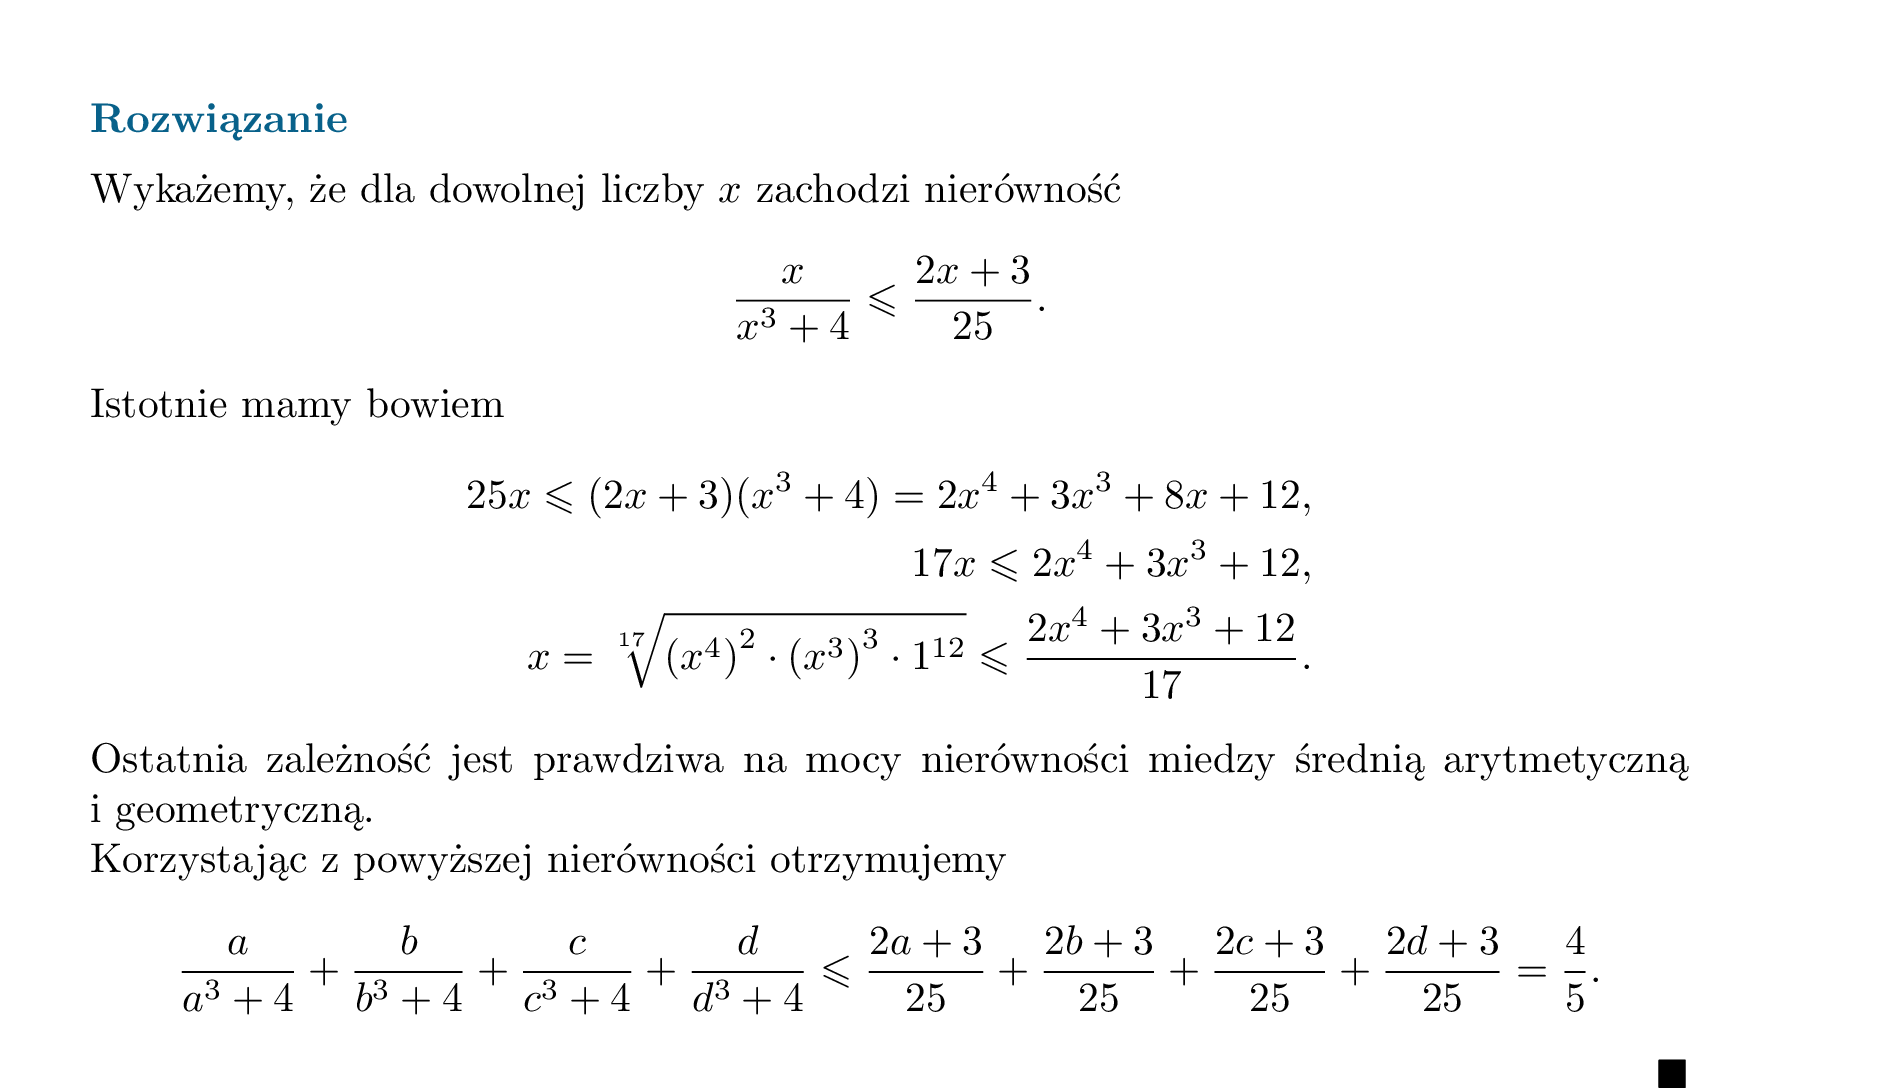 Rozwiązanie
Wykażemy, że dla dowolnej liczby $x$ zachodzi nierówność
$$\frac{x}{x^3+4} \leqslant \frac{2x+3}{25}.$$
Istotnie mamy bowiem
$$25x \leqslant (2x+3)(x^3+4) = 2x^4+3x^3+8x+12,$$
$$17x \leqslant 2x^4+3x^3+12,$$
$$x = \sqrt[17]{(x^4)^2 \cdot (x^3)^3 \cdot 1^{12}} \leqslant \frac{2x^4+3x^3+12}{17}.$$
Ostatnia zależność jest prawdziwa na mocy nierówności miedzy średnią arytmetyczną
i geometryczną.
Korzystając z powyższej nierówności otrzymujemy
$$\frac{a}{a^3+4} + \frac{b}{b^3+4} + \frac{c}{c^3+4} + \frac{d}{d^3+4} \leqslant \frac{2a+3}{25} + \frac{2b+3}{25} + \frac{2c+3}{25} + \frac{2d+3}{25} = \frac{4}{5}.$$
■